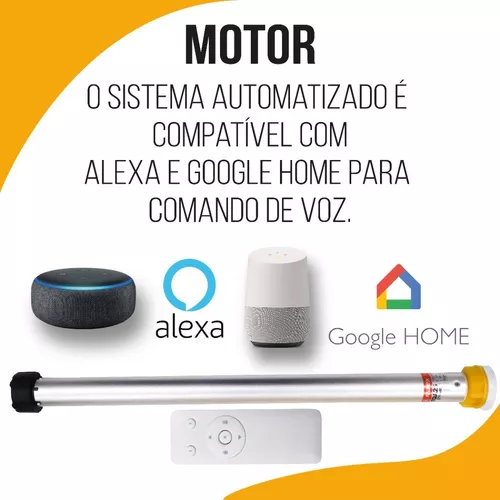 MOTOR
O SISTEMA AUTOMATIZADO É
COMPATÍVEL COM
ALEXA E GOOGLE HOME PARA
COMANDO DE VOZ.
alexa
Google HOME